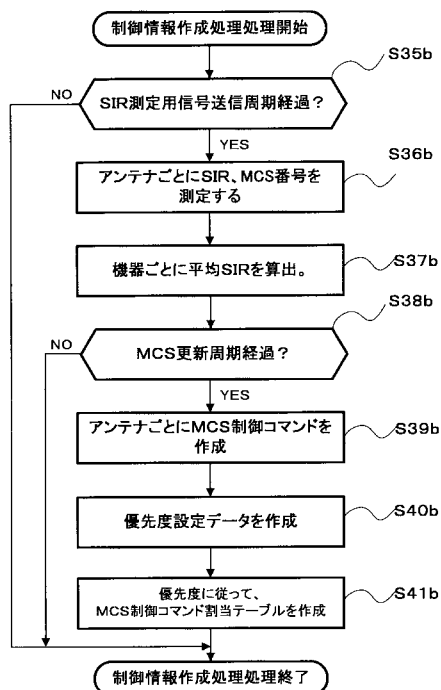 制御情報作成処理処理開始
S35b
NO
SIR測定用信号送信周期経過？
YES
S36b
アンテナごとにSIR、MCS番号を
測定する
S37b
機器ごとに平均SIRを算出。
S38b
NO
MCS更新周期経過？
YES
アンテナごとにMCS制御コマンドを
作成
S39b
優先度設定データを作成
S40b
優先度に従って、
MCS制御コマンド割当テーブルを作成
S41b
制御情報作成処理処理終了